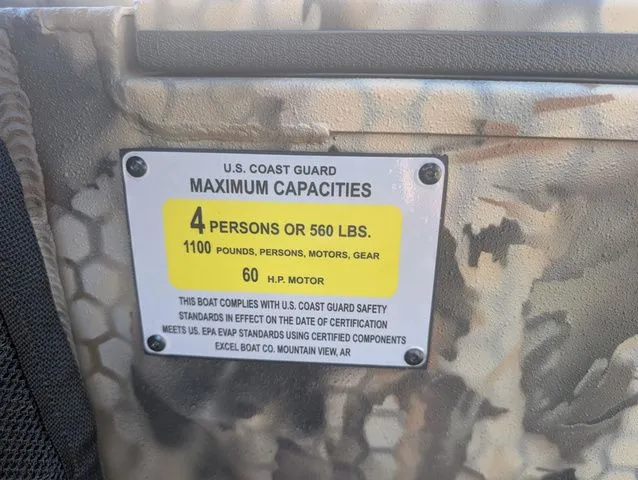 U.S. COAST GUARD
MAXIMUM CAPACITIES
4 PERSONS OR 560 LBS.
1100 POUNDS, PERSONS, MOTORS, GEAR
60 H.P. MOTOR
THIS BOAT COMPLIES WITH U.S. COAST GUARD SAFETY
STANDARDS IN EFFECT ON THE DATE OF CERTIFICATION
MEETS US. EPA EVAP STANDARDS USING CERTIFIED COMPONENTS
EXCEL BOAT CO. MOUNTAIN VIEW, AR